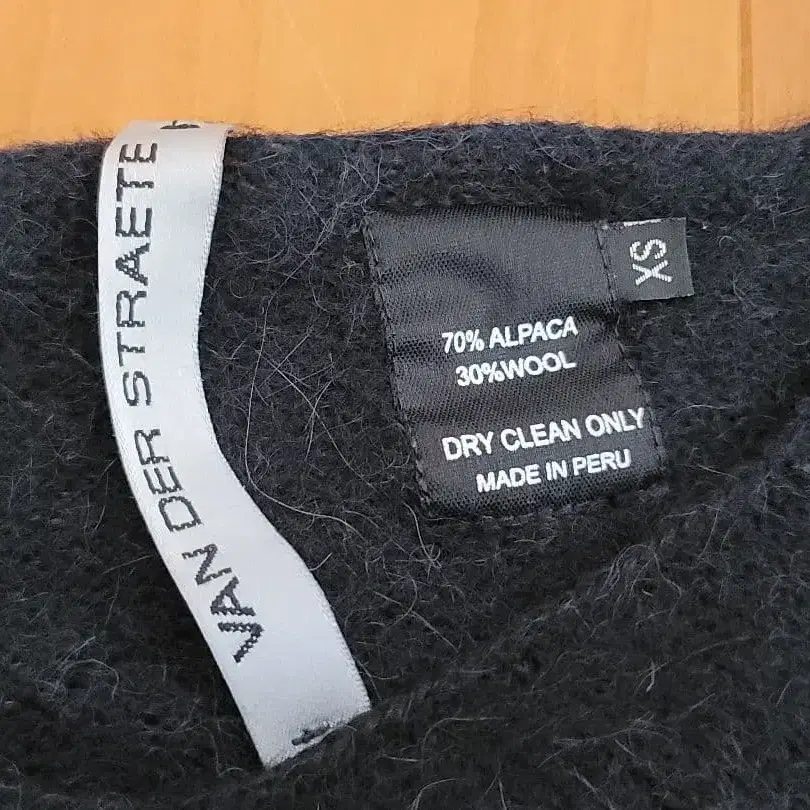 VAN DER STRAETE
XS
70% ALPACA
30%WOOL
DRY CLEAN ONLY
MADE IN PERU